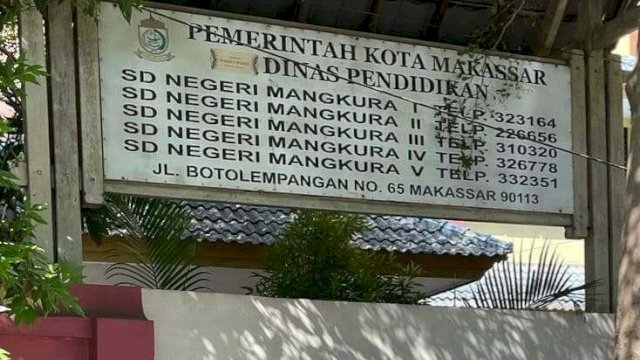 PEMERINTAH KOTA MAKASSAR
DINAS PENDIDIKAN
SD NEGERI MANGKURA TELP. 323164
SD NEGERI MANGKURA II TELP. 226656
SD NEGERI MANGKURA III TELP. 310320
SD NEGERI MANGKURA IV TELP. 326778
SD NEGERI MANGKURA V TELP. 332351
JL. BOTOLEMPANGAN NO. 65 MAKASSAR 90113